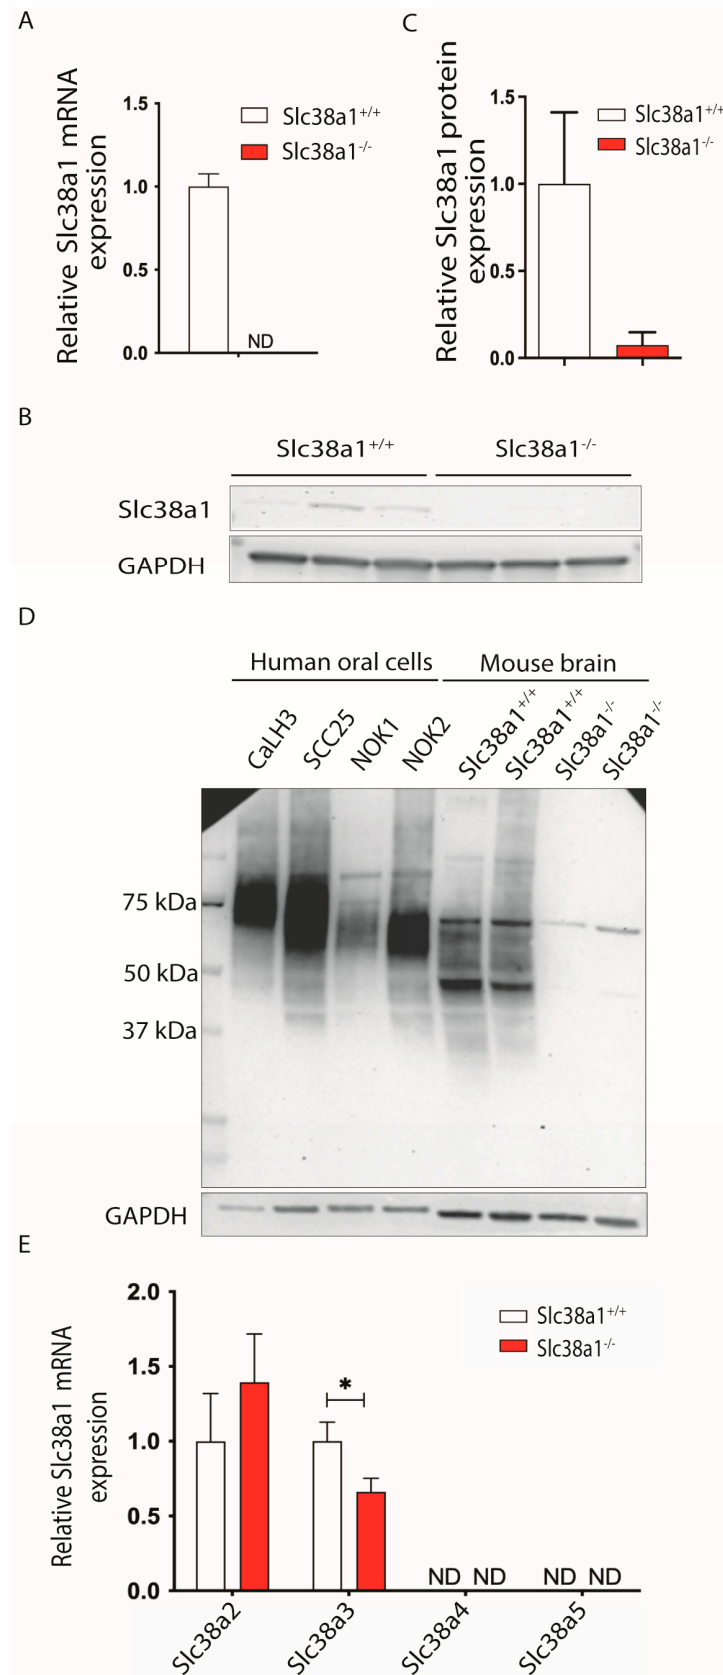 A
Relative Slc38a1 mRNA
expression
1.5
1.0
0.5
0.0
Slc38a1+/+
Slc38a1-/-
ND
C
Relative Slc38a1 protein
expression
1.5
1.0
0.5
0.0
Slc38a1+/+
Slc38a1-/-
B
Slc38a1+/+
Slc38a1-/-
Slc38a1
GAPDH
D
Human oral cells
Mouse brain
CaLH3
SCC25
NOK1
NOK2
Slc38a1+/+
Slc38a1+/+
Slc38a1-/-
Slc38a1-/-
75 kDa
50 kDa
37 kDa
GAPDH
E
Relative Slc38a1 mRNA
expression
2.0
1.5
1.0
0.5
0.0
Slc38a1+/+
Slc38a1-/-
*
ND ND ND ND
Slc38a2
Slc38a3
Slc38a4
Slc38a5